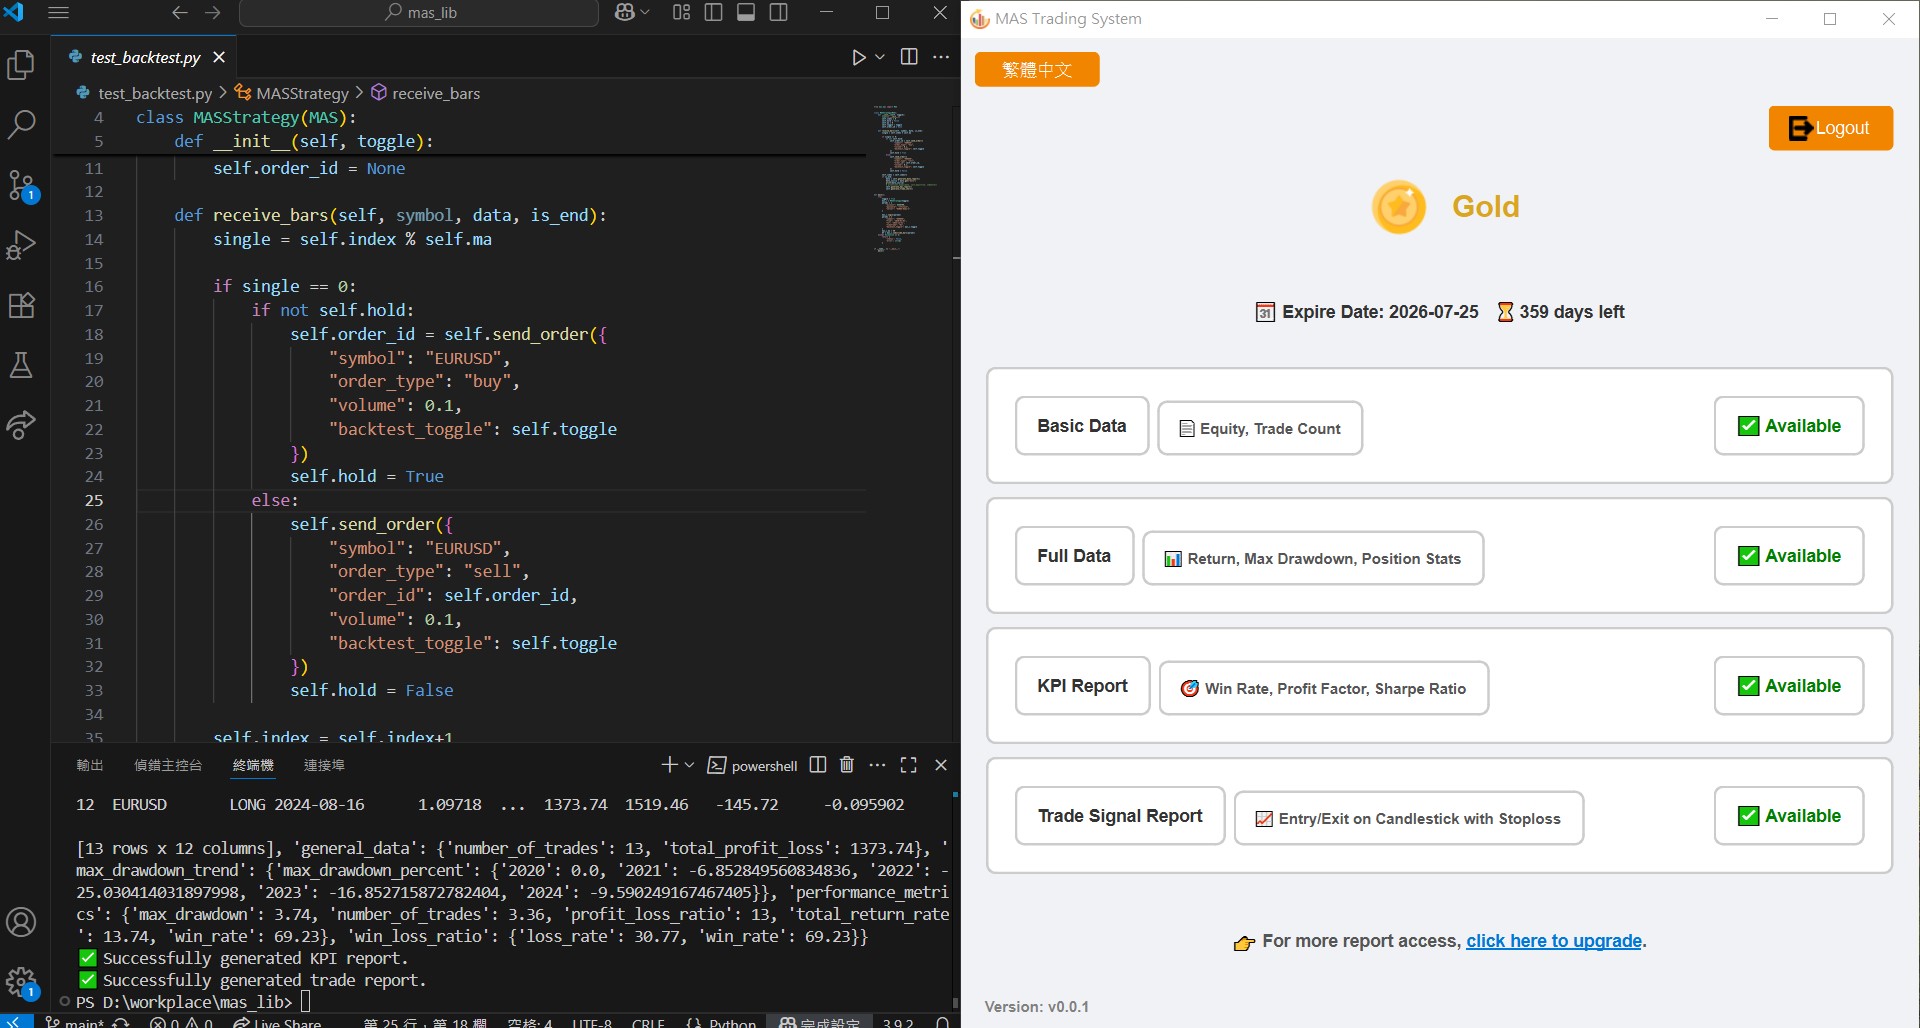 mas_lib
test_backtest.py
test_backtest.py > MASStrategy > receive_bars
4 class MASStrategy(MAS):
5 def __init__(self, toggle):
11 self.order_id = None
12
13 def receive_bars(self, symbol, data, is_end):
14 single = self.index % self.ma
15
16 if single == 0:
17 if not self.hold:
18 self.order_id = self.send_order({
19 "symbol": "EURUSD",
20 "order_type": "buy",
21 "volume": 0.1,
22 "backtest_toggle": self.toggle
23 })
24 self.hold = True
25 else:
26 self.send_order({
27 "symbol": "EURUSD",
28 "order_type": "sell",
29 "order_id": self.order_id,
30 "volume": 0.1,
31 "backtest_toggle": self.toggle
32 })
33 self.hold = False
34
35 self.index = self.index+1
輸出 偵錯主控台 終端機 連接埠 powershell
12 EURUSD LONG 2024-08-16 1.09718 ... 1373.74 1519.46 -145.72 -0.095902
[13 rows x 12 columns], 'general_data': {'number_of_trades': 13, 'total_profit_loss': 1373.74}, '
max_drawdown_trend': {'max_drawdown_percent': {'2020': 0.0, '2021': -6.852849560834836, '2022': -
25.030414031897998, '2023': -16.852715872782404, '2024': -9.590249167467405}}, 'performance_metri
cs': {'max_drawdown': 3.74, 'number_of_trades': 3.36, 'profit_loss_ratio': 13, 'total_return_rate
': 13.74, 'win_rate': 69.23}, 'win_loss_ratio': {'loss_rate': 30.77, 'win_rate': 69.23}}
✅ Successfully generated KPI report.
✅ Successfully generated trade report.
PS D:\workplace\mas_lib>
1
1
main* 0 0 Live Share 第 25 行，第 18 欄 空格: 4 UTF-8 CRLF {} Python 完成設定 3.9.2
MAS Trading System
繁體中文
Logout
Gold
31 Expire Date: 2026-07-25 359 days left
Basic Data Equity, Trade Count ✅ Available
Full Data Return, Max Drawdown, Position Stats ✅ Available
KPI Report Win Rate, Profit Factor, Sharpe Ratio ✅ Available
Trade Signal Report Entry/Exit on Candlestick with Stoploss ✅ Available
👉 For more report access, click here to upgrade.
Version: v0.0.1